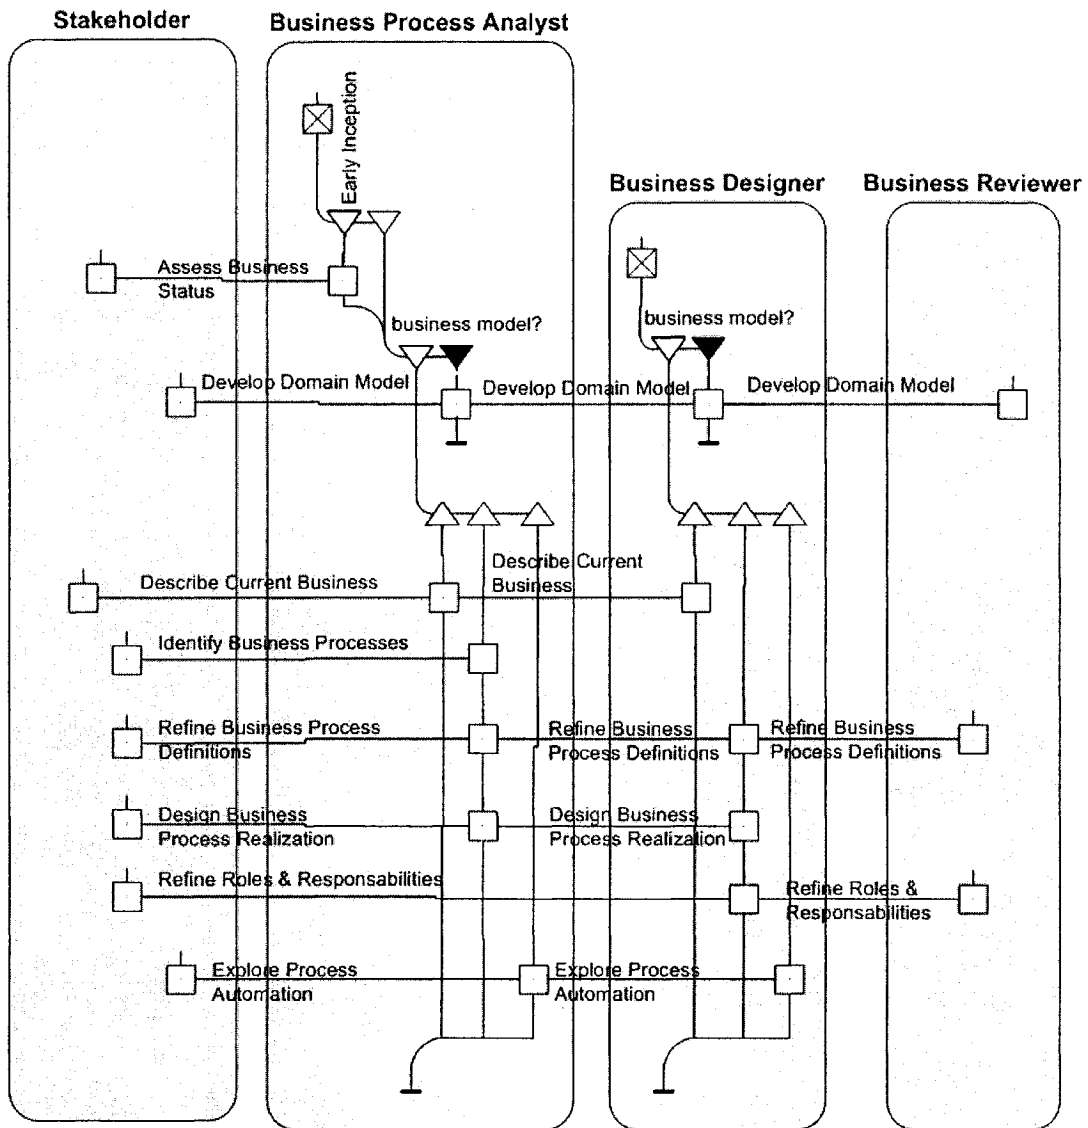 Stakeholder
Business Process Analyst
Early Inception
Business Designer
Business Reviewer
Assess Business
Status
business model?
business model?
Develop Domain Model
Develop Domain Model
Develop Domain Model
Describe Current Business
Describe Current
Business
Identify Business Processes
Refine Business Process
Definitions
Refine Business
Process Definitions
Refine Business
Process Definitions
Design Business
Process Realization
Design Business
Process Realization
Refine Roles & Responsabilities
Refine Roles &
Responsabilities
Explore Process
Automation
Explore Process
Automation